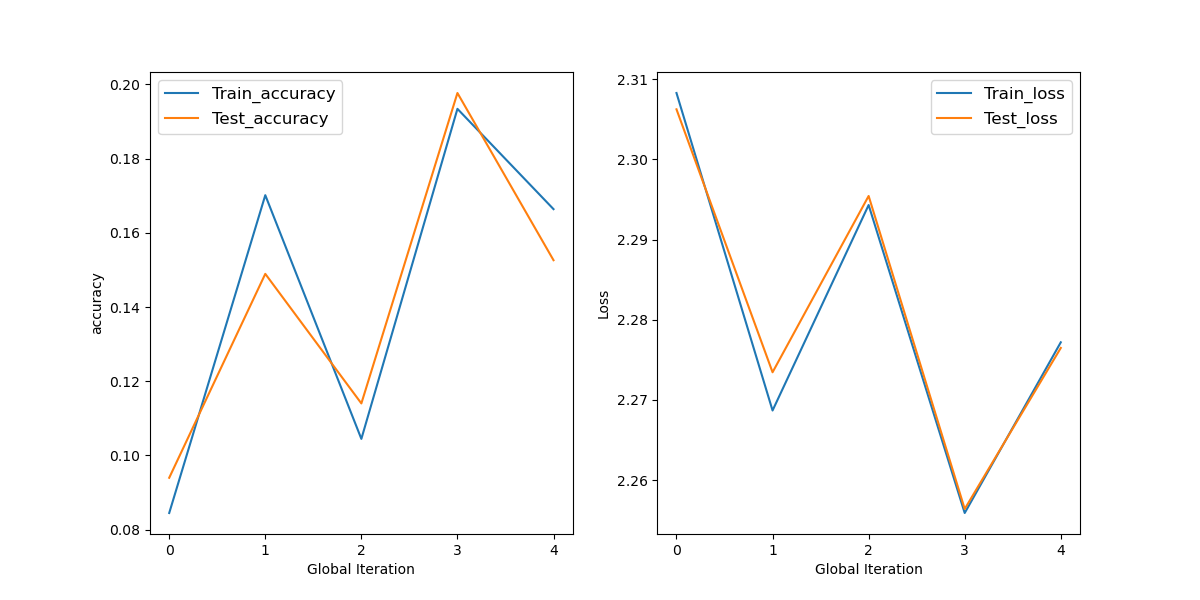 0.20
0.18
0.16
0.14
0.12
0.10
0.08
accuracy
Train_accuracy
Test_accuracy
0 1 2 3 4
Global Iteration
2.31
2.30
2.29
2.28
2.27
2.26
Loss
Train_loss
Test_loss
0 1 2 3 4
Global Iteration